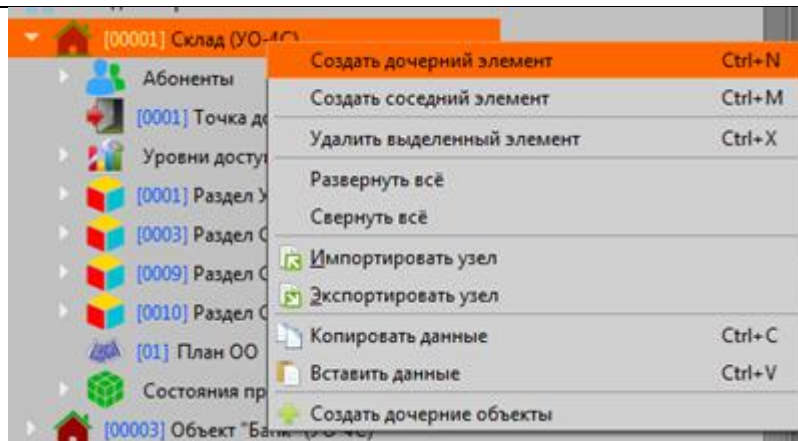 [00001] Склад (УО-4С)
Создать дочерний элемент Ctrl+N
Абоненты
Создать соседний элемент Ctrl+M
[0001] Точка до
Удалить выделенный элемент Ctrl+X
Уровни доступ
Развернуть всё
[0001] Раздел У
Свернуть всё
[0003] Раздел С
Импортировать узел
[0009] Раздел С
Экспортировать узел
[0010] Раздел С
Копировать данные Ctrl+C
[01] План ОО
Вставить данные Ctrl+V
Состояния пр
Создать дочерние объекты
[00003] Объект "Банк" (УО-4С)